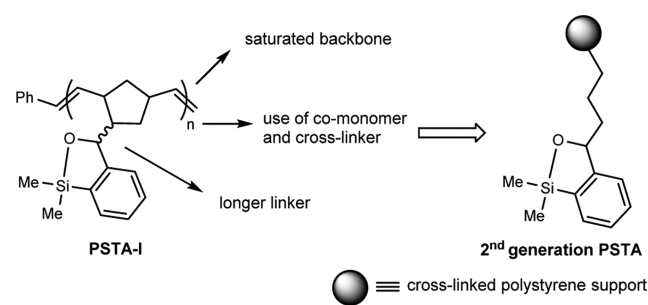 saturated backbone
Ph
n
use of co-monomer
and cross-linker
O
O
Me
Si
Me
Me
Si
Me
longer linker
PSTA-I
2nd generation PSTA
cross-linked polystyrene support